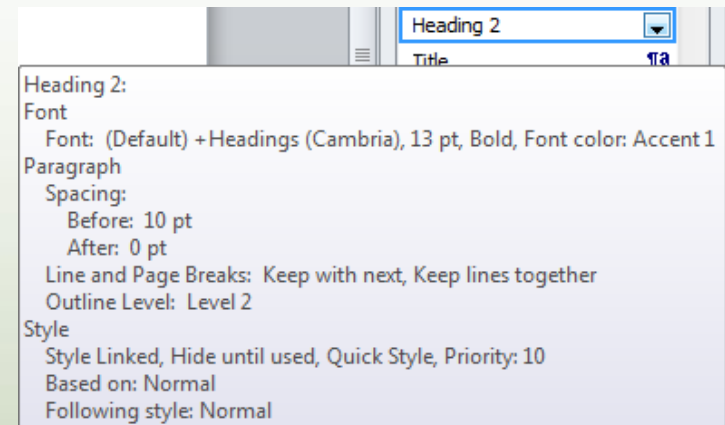 Heading 2
Title ¶a
Heading 2:
Font
Font: (Default) +Headings (Cambria), 13 pt, Bold, Font color: Accent 1
Paragraph
Spacing:
Before: 10 pt
After: 0 pt
Line and Page Breaks: Keep with next, Keep lines together
Outline Level: Level 2
Style
Style Linked, Hide until used, Quick Style, Priority: 10
Based on: Normal
Following style: Normal